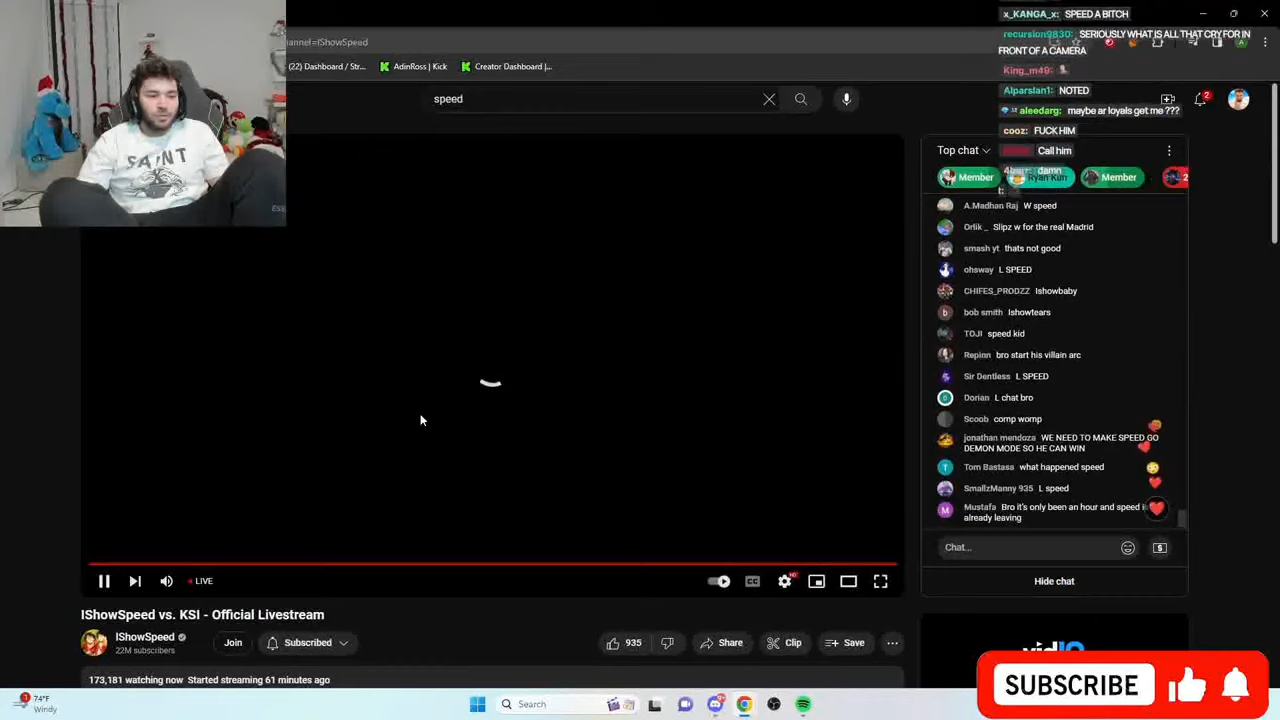 x_KANGA_x: SPEED A BITCH
hannel=IShowSpeed
recursion9830: SERIOUSLY WHAT IS ALL THAT CRY FOR IN
FRONT OF A CAMERA
(22) Dashboard / Str...
AdinRoss | Kick
Creator Dashboard |...
King_m49:
Alparslan1: NOTED
speed
2
aleedarg: maybe ar loyals get me ???
cooz: FUCK HIM
SAINT
Top chat
Call him
damn
Member
Ryan Kun
Member
2
A.Madhan Raj W speed
Orlik _ Slipz w for the real Madrid
smash yt thats not good
ohsway L SPEED
CHIFES_PRODZZ Ishowbaby
bob smith Ishowtears
TOJI speed kid
Repinn bro start his villain arc
Sir Dentless L SPEED
Dorian L chat bro
Scoob comp womp
jonathan mendoza WE NEED TO MAKE SPEED GO
DEMON MODE SO HE CAN WIN
Tom Bastasa what happened speed
SmallzManny 935 L speed
Mustafa Bro it's only been an hour and speed i
already leaving
Chat...
LIVE
Hide chat
IShowSpeed vs. KSI - Official Livestream
IShowSpeed
22M subscribers
Join
Subscribed
935
Share
Clip
Save
173,181 watching now Started streaming 61 minutes ago
SUBSCRIBE
74°F
Windy
Search